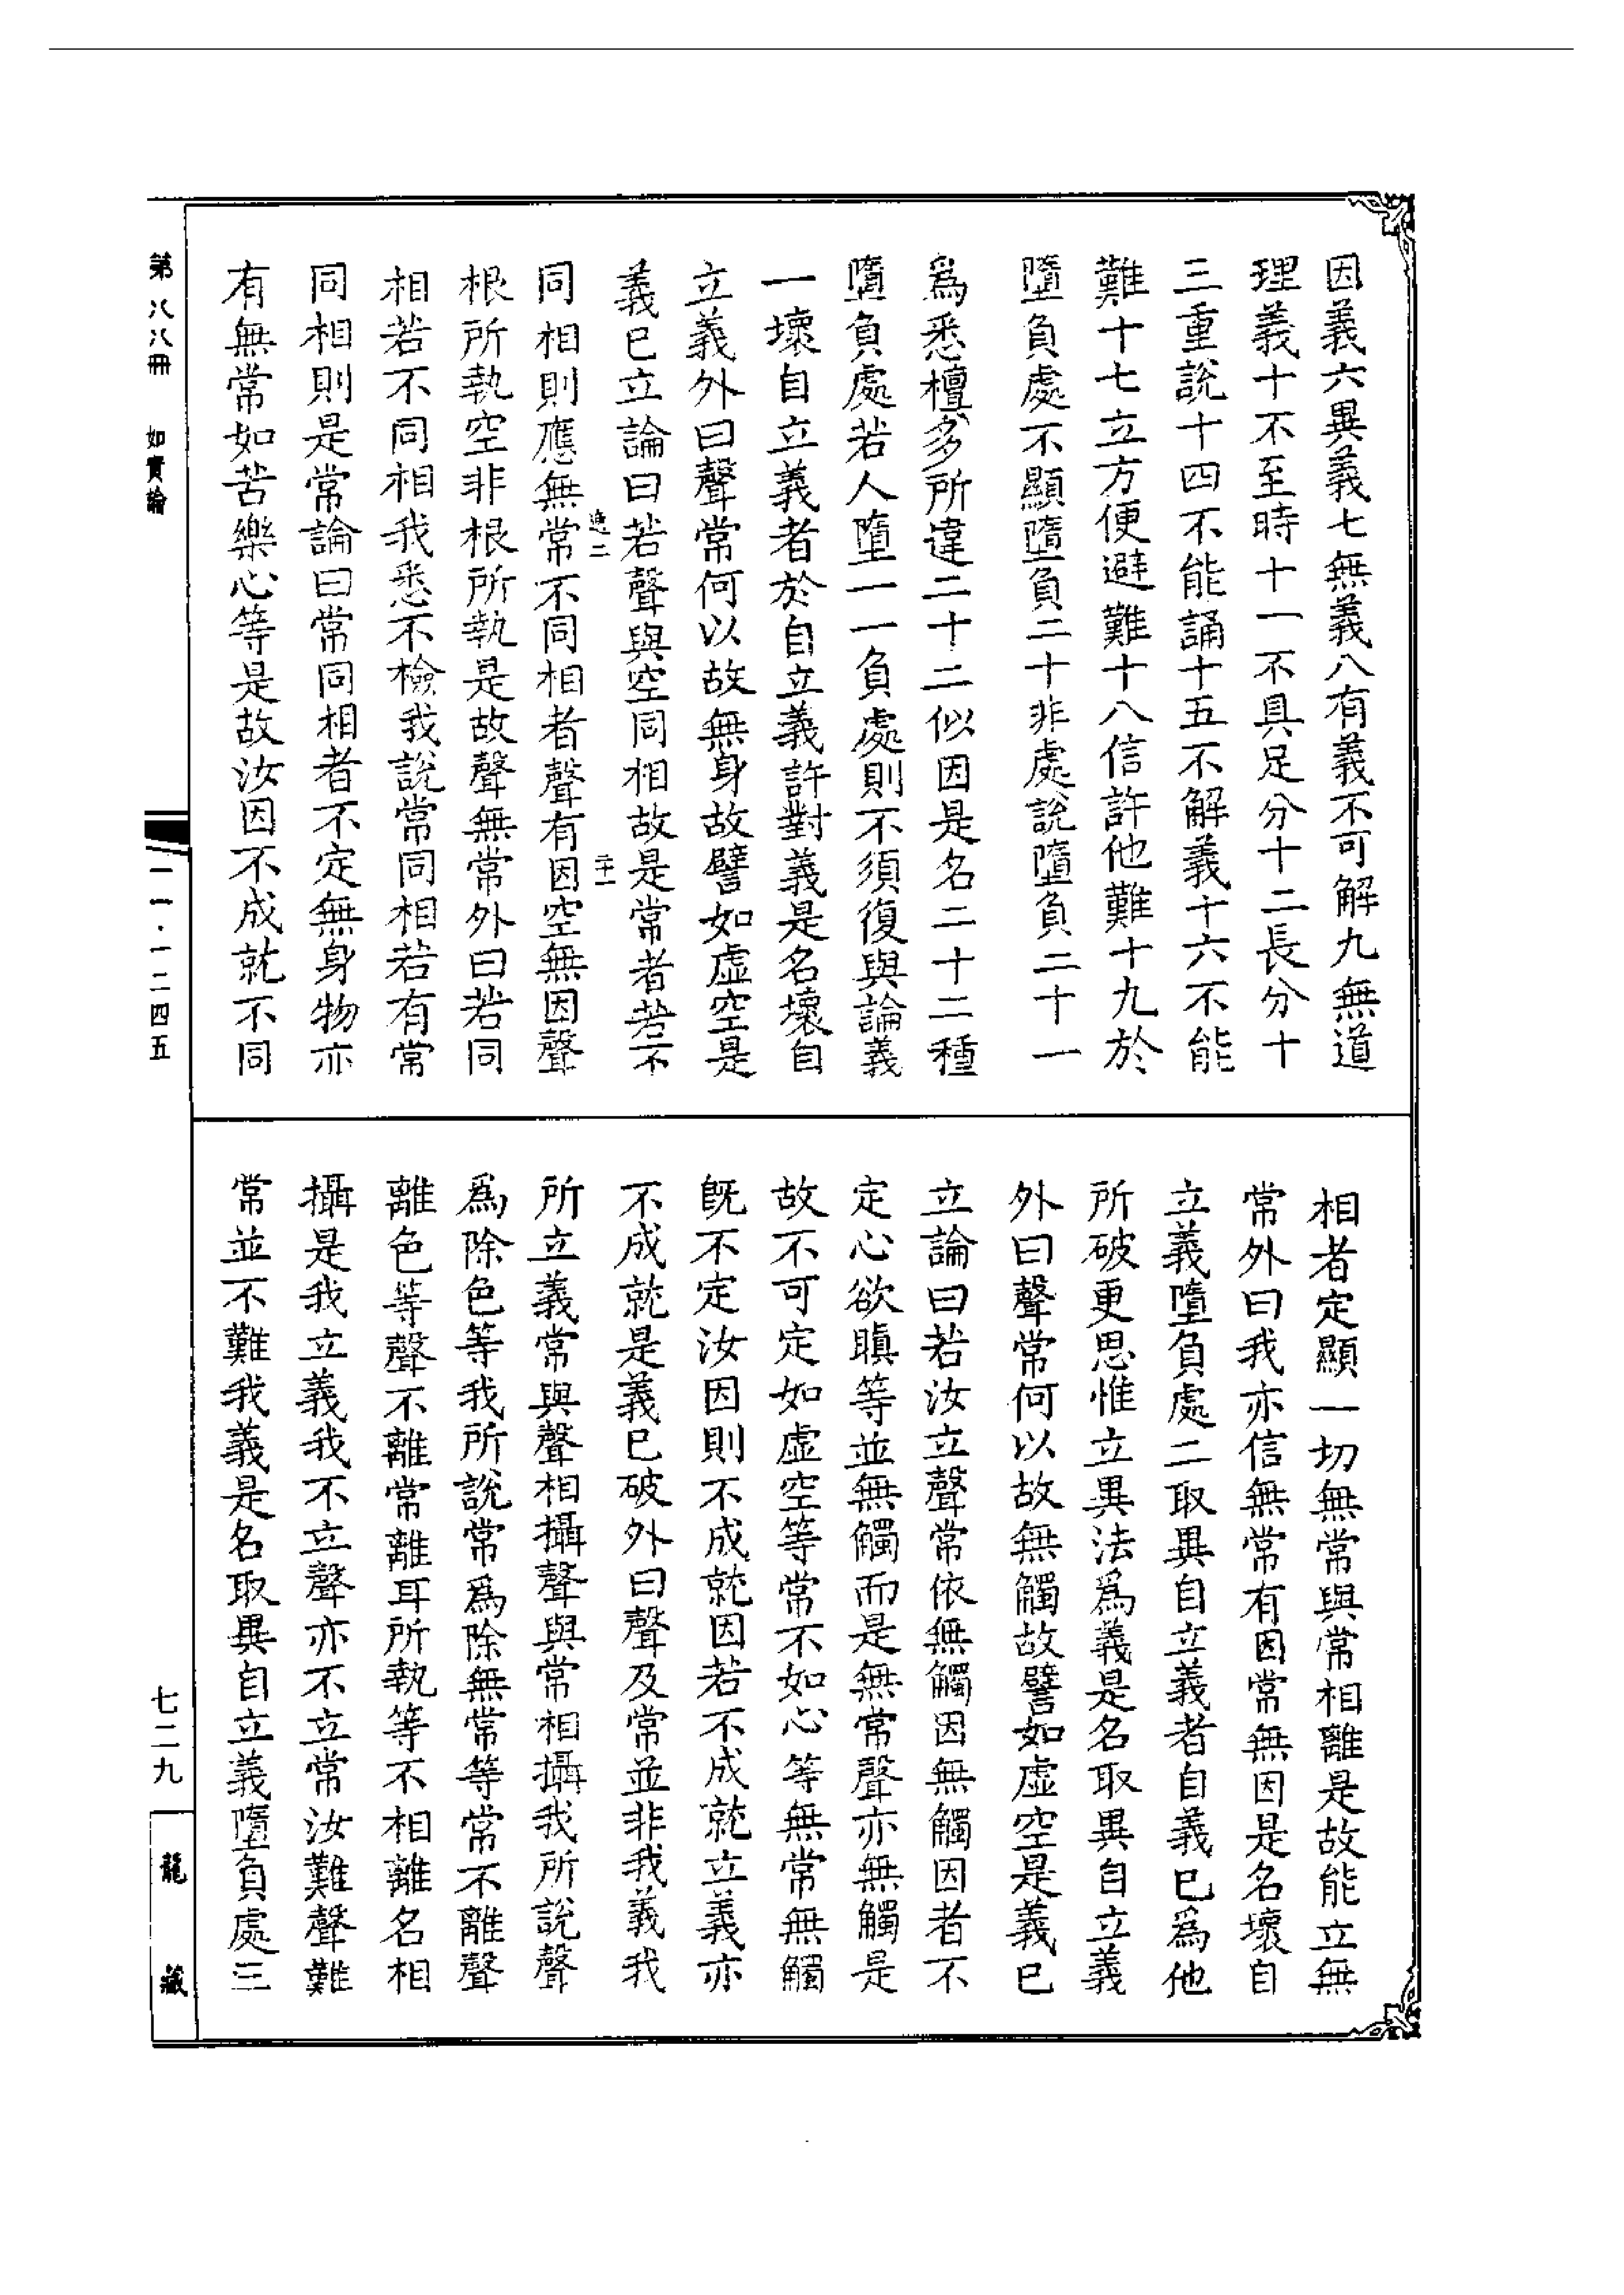 因義六異義七無義八有義不可解九無道
理義十不至時十一不具足分十二長分十
三重說十四不能誦十五不解義十六不能
難十七立方便避難十八信許他難十九於
墮負處不顯墮負二十非處說墮負二十一
爲悉檀多所違二十二似因是名二十二種
墮負處若人墮一一負處則不須復與論義
一壞自立義者於自立義許對義是名壞自
立義外曰聲常何以故無身故譬如虛空是
義已立論曰若聲與空同相故是常者若不
逸二
二十一
同相則應無常不同相者聲有因空無因聲
根所執空非根所執是故聲無常外曰若同
相若不同相我悉不檢我說常同相若有常
同相則是常論曰常同相者不定無身物亦
有無常如苦樂心等是故汝因不成就不同
相者定顯一切無常與常相離是故能立無
常外曰我亦信無常有因常無因是名壞自
立義墮負處二取異自立義者自義已爲他
所破更思惟立異法爲義是名取異自立義
外曰聲常何以故無觸故譬如虛空是義已
立論曰若汝立聲常依無觸因無觸因者不
定心欲瞋等並無觸而是無常聲亦無觸是
故不可定如虛空等常不如心等無常無觸
旣不定汝因則不成就因若不成就立義亦
不成就是義已破外曰聲及常並非我義我
所立義常與聲相攝聲與常相攝我所說聲
爲除色等我所說常爲除無常等常不離聲
離色等聲不離常離耳所執等不相離名相
攝是我立義我不立聲亦不立常汝難聲難
常並不難我義是名取異自立義墮負處三
第八八冊 如實論
一一一·一二四五
七二九
龍藏